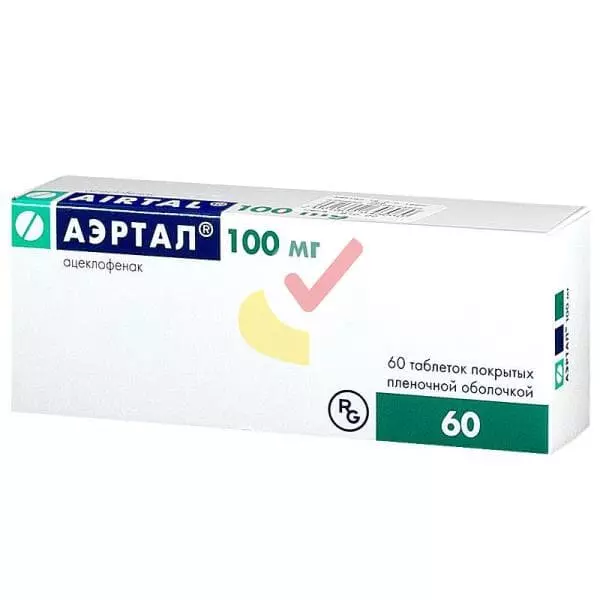 AIRTAL® 100 mg
АЭРТАЛ® 100 мг
ацеклофенак
60 таблеток покрытых
пленочной оболочкой
RG
60
АЭРТАЛ® 100 мг